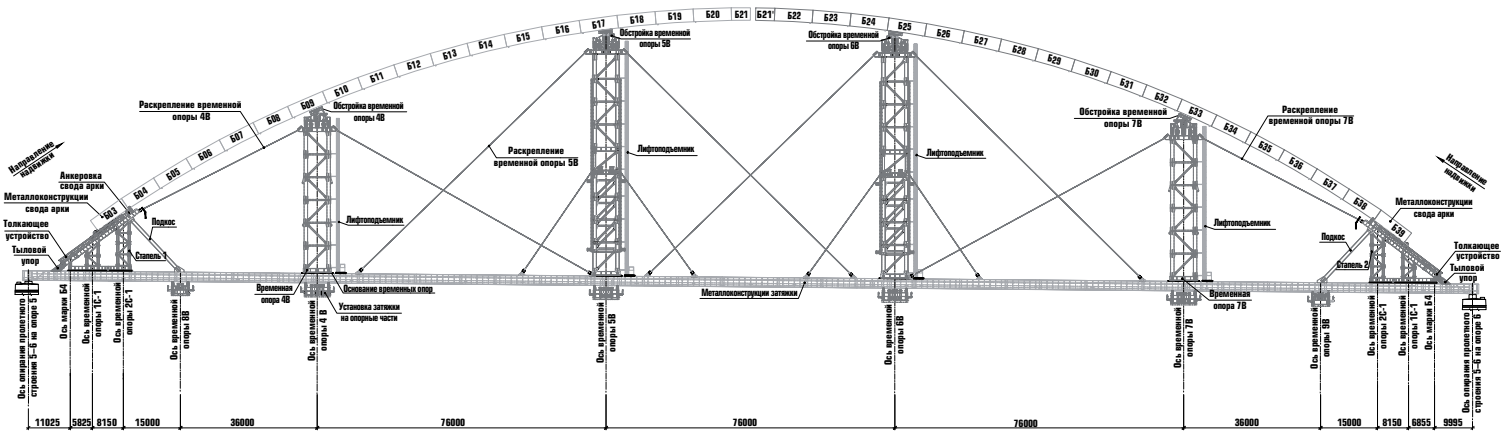 Б03
Б04
Б05
Б06
Б07
Б08
Б09
Б10
Б11
Б12
Б13
Б14
Б15
Б16
Б17
Б18
Б19
Б20
Б21
Б21'
Б22
Б23
Б24
Б25
Б26
Б27
Б28
Б29
Б30
Б31
Б32
Б33
Б34
Б35
Б36
Б37
Б38
Б39
Обстройка временной
опоры 5В
Обстройка временной
опоры 6В
Раскрепление временной
опоры 4В
Обстройка временной
опоры 4В
Обстройка временной
опоры 7В
Раскрепление
временной опоры 7В
Направление
надвижки
Направление
надвижки
Раскрепление
временной опоры 5В
Лифтоподъемник
Лифтоподъемник
Анкеровка
свода арки
Металлоконструкции
свода арки
Толкающее
устройство
Тыловой
упор
Подкос
Стапель 1
Лифтоподъемник
Лифтоподъемник
Металлоконструкции
свода арки
Подкос
Стапель 2
Толкающее
устройство
Тыловой
упор
Временная
опора 4В
Основание временных опор
Установка затяжки
на опорные части
Металлоконструкции затяжки
Временная
опора 7В
Ось опирания пролетного
строения 5–6 на опоре 5
Ось марки Б4
Ось временной
опоры 1С-1
Ось временной
опоры 2С-1
Ось временной
опоры 8В
Ось временной
опоры 4 В
Ось временной
опоры 5В
Ось временной
опоры 6В
Ось временной
опоры 7В
Ось временной
опоры 9В
Ось временной
опоры 2С-1
Ось временной
опоры 1С-1
Ось марки Б4
Ось опирания пролетного
строения 5–6 на опоре 6
11025 5825 8150 15000 36000 76000 76000 76000 36000 15000 8150 6855 9995